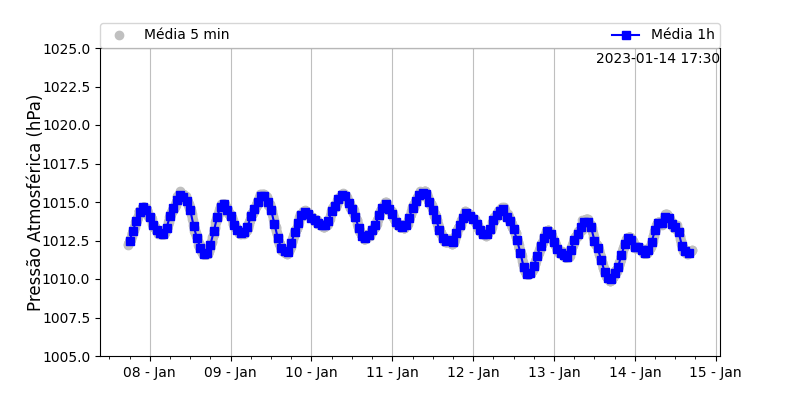 Média 5 min
Média 1h
2023-01-14 17:30
Pressão Atmosférica (hPa)
1025.0
1022.5
1020.0
1017.5
1015.0
1012.5
1010.0
1007.5
1005.0
08 - Jan
09 - Jan
10 - Jan
11 - Jan
12 - Jan
13 - Jan
14 - Jan
15 - Jan